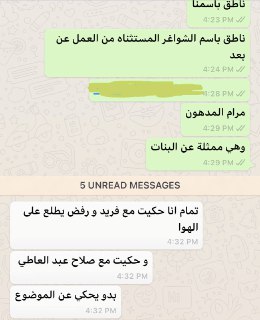 ناطق باسمنا
4:23 PM
ناطق باسم الشواغر المستثناه من العمل عن
بعد
4:24 PM
4:28 PM
مرام المدهون
4:29 PM
وهي ممثلة عن البنات
4:29 PM
5 UNREAD MESSAGES
تمام انا حكيت مع فريد و رفض يطلع على
الهوا
4:32 PM
و حكيت مع صلاح عبد العاطي
4:32 PM
بدو يحكي عن الموضوع
4:32 PM